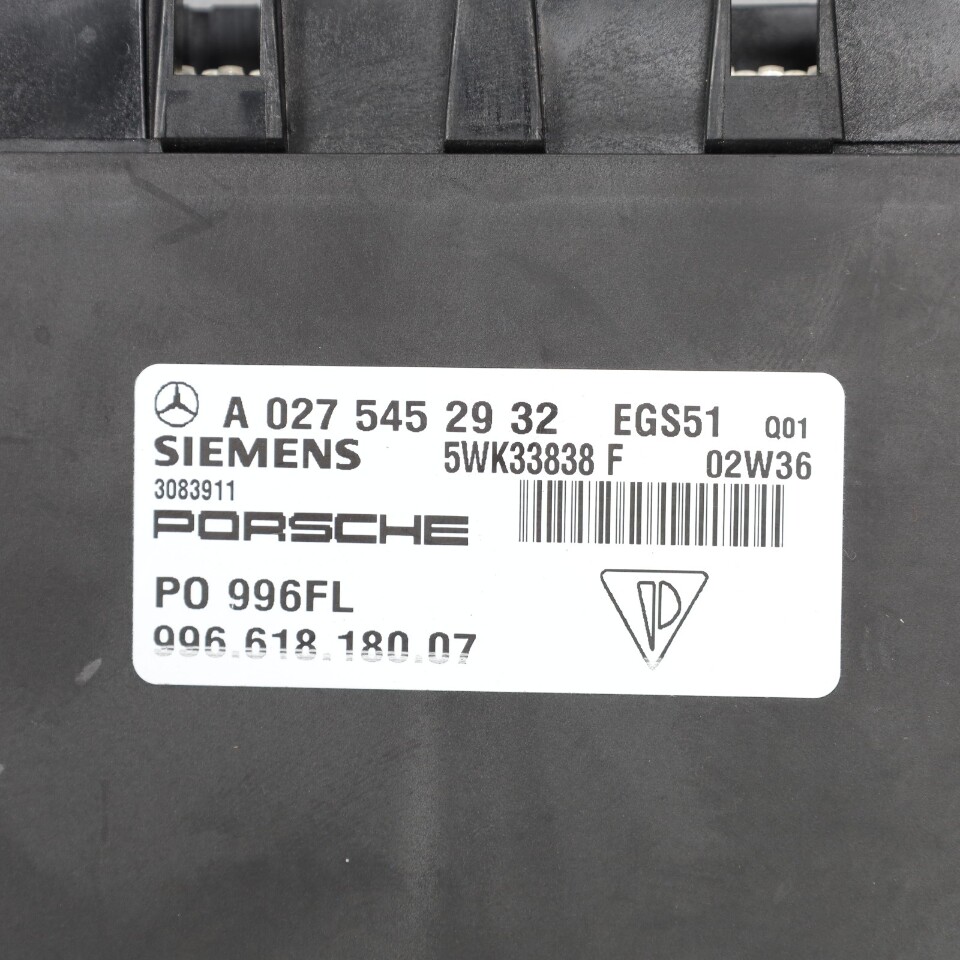 A 027 545 29 32 EGS51 Q01
SIEMENS 5WK33838 F 02W36
3083911
PORSCHE
PO 996FL
996.618.180.07